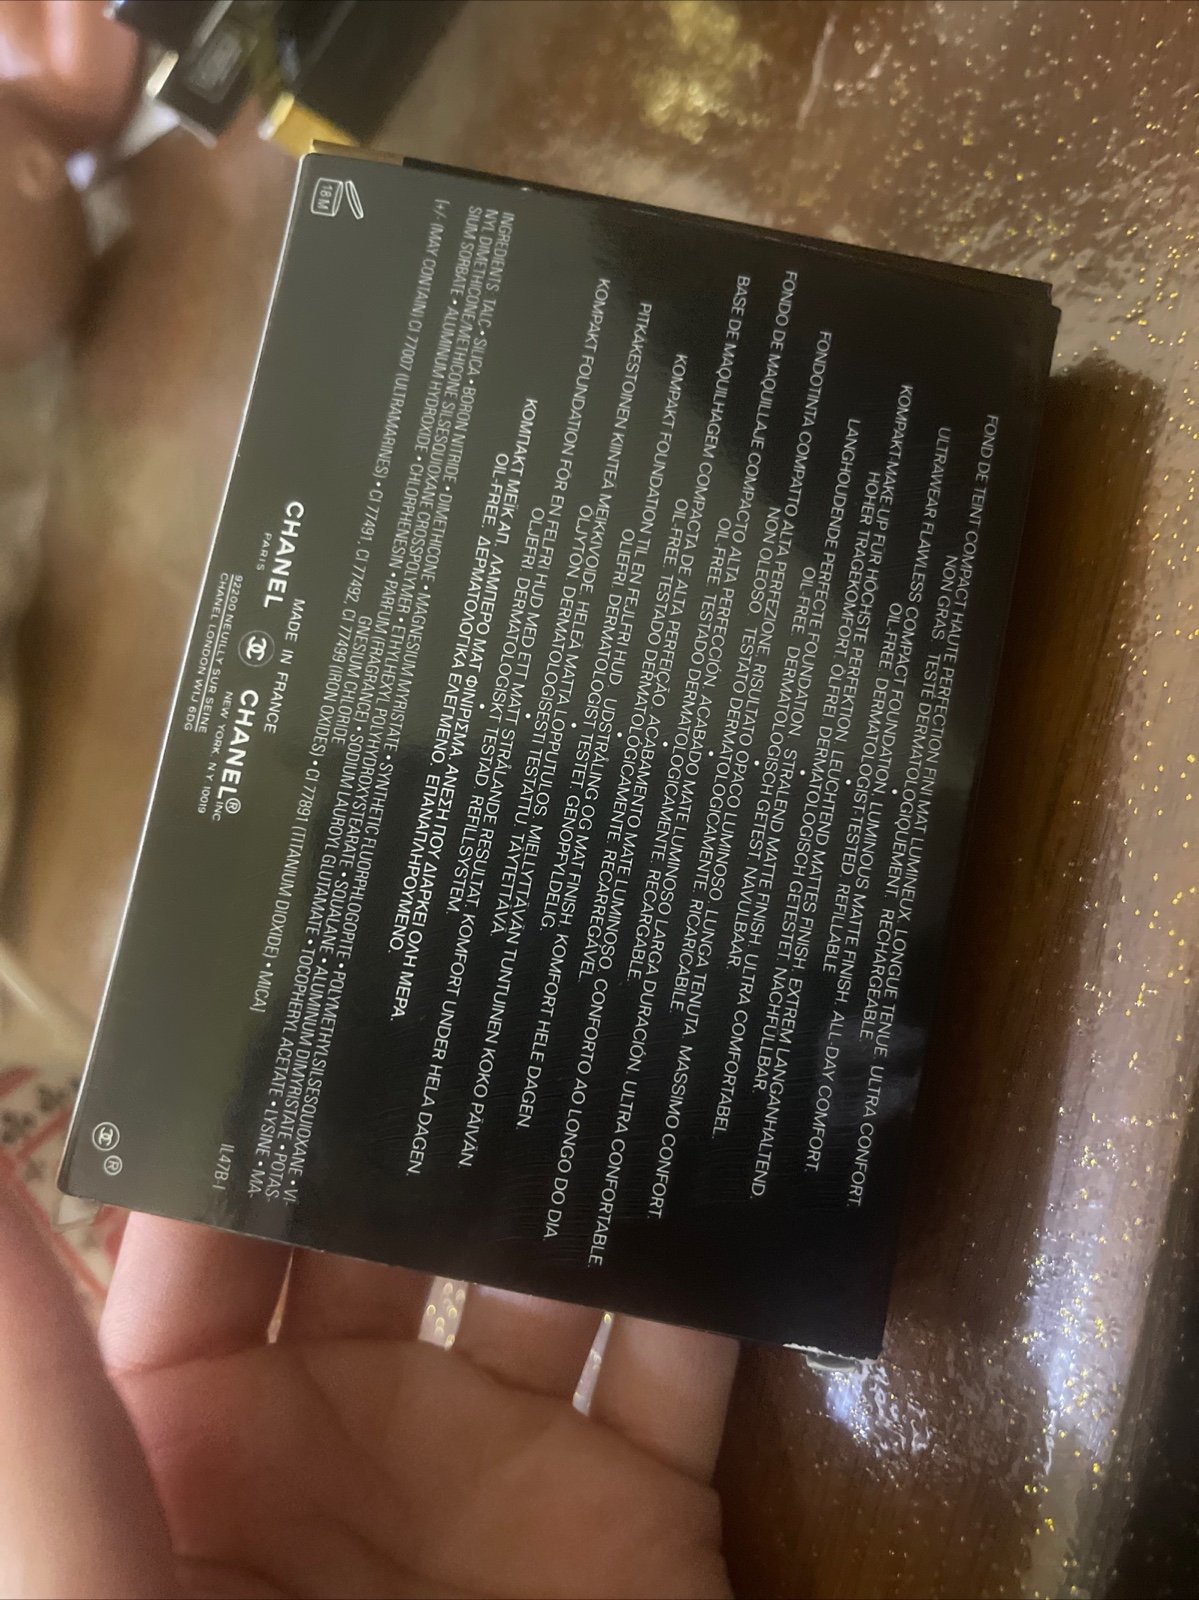 FOND DE TEINT COMPACT HAUTE PERFECTION. FINI MAT LUMINEUX. LONGUE TENUE. ULTRA CONFORT.
NON GRAS. TESTÉ DERMATOLOGIQUEMENT. RECHARGEABLE.
ULTRAWEAR FLAWLESS COMPACT FOUNDATION. LUMINOUS MATTE FINISH. ALL-DAY COMFORT.
OIL FREE. DERMATOLOGIST-TESTED. REFILLABLE
KOMPAKT MAKE UP FÜR HÖCHSTE PERFEKTION. LEUCHTEND MATTES FINISH. EXTREM LANGANHALTEND.
HOHER TRAGEKOMFORT. ÖLFREI. DERMATOLOGISCH GETESTET. NACHFÜLLBAR.
LANGHOUDENDE PERFECTE FOUNDATION. STRALEND MATTE FINISH. ULTRA COMFORTABEL.
OIL FREE. DERMATOLOGISCH GETEST. NAVULBAAR.
FONDOTINTA COMPATTO ALTA PERFEZIONE. RISULTATO OPACO LUMINOSO. LUNGA TENUTA. MASSIMO CONFORT.
NON OLEOSO. TESTATO DERMATOLOGICAMENTE. RICARICABILE.
FONDO DE MAQUILLAJE COMPACTO ALTA PERFECCIÓN. ACABADO MATE LUMINOSO. LARGA DURACIÓN. ULTRA CONFORTABLE.
OIL FREE. TESTADO DERMATOLÓGICAMENTE. RECARGABLE.
BASE DE MAQUILHAGEM COMPACTA DE ALTA PERFEIÇÃO. ACABAMENTO MATE LUMINOSO. CONFORTO AO LONGO DO DIA.
OIL-FREE. TESTADO DERMATOLOGICAMENTE. RECARREGÁVEL.
KOMPAKT FOUNDATION TIL EN FEJLFRI HUD. UDSTRÅLING OG MAT FINISH. KOMFORT HELE DAGEN.
OLIEFRI. DERMATOLOGIST TESTET. GENOPFYLDELIG.
PITKÄKESTOINEN KIINTEÄ MEIKKIVOIDE. HELEÄ MATTA LOPPUTULOS. MIELLYTTÄVÄN TUNTUINEN KOKO PÄIVÄN.
ÖLJYTÖN. DERMATOLOGISESTI TESTATTU. TÄYTETTÄVÄ.
KOMPAKT FOUNDATION FÖR EN FELFRI HUD MED ETT MATT STRÅLANDE RESULTAT. KOMFORT UNDER HELA DAGEN.
OLJEFRI. DERMATOLOGISKT TESTAD. REFILLSYSTEM.
ΚΟΜΠΑΚΤ ΜΕΪΚ ΑΠ. ΛΑΜΠΕΡΟ ΜΑΤ ΦΙΝΙΡΙΣΜΑ. ΑΝΕΣΗ ΠΟΥ ΔΙΑΡΚΕΙ ΟΛΗ ΜΕΡΑ.
OIL-FREE. ΔΕΡΜΑΤΟΛΟΓΙΚΑ ΕΛΕΓΜΕΝΟ. ΕΠΑΝΑΠΛΗΡΟΥΜΕΝΟ.
INGREDIENTS: TALC • SILICA • BORON NITRIDE • DIMETHICONE • MAGNESIUM MYRISTATE • SYNTHETIC FLUORPHLOGOPITE • POLYMETHYLSILSESQUIOXANE • VI-
NYL DIMETHICONE/METHICONE SILSESQUIOXANE CROSSPOLYMER • ETHYLHEXYL POLYHYDROXYSTEARATE • SQUALANE • ALUMINUM DIMYRISTATE • POTAS-
SIUM SORBATE • ALUMINUM HYDROXIDE • CHLORPHENESIN • PARFUM (FRAGRANCE) • SODIUM LAUROYL GLUTAMATE • TOCOPHERYL ACETATE • LYSINE • MA-
GNESIUM CHLORIDE
[+/- (MAY CONTAIN) CI 77007 (ULTRAMARINES) • CI 77491, CI 77492, CI 77499 (IRON OXIDES) • CI 77891 (TITANIUM DIOXIDE) • MICA]
IL47B-1
18M
MADE IN FRANCE
CHANEL CHANEL®
PARIS NEW YORK, N.Y. 10019 INC
92200 NEUILLY SUR SEINE
CHANEL LONDON W1J 6DG
®